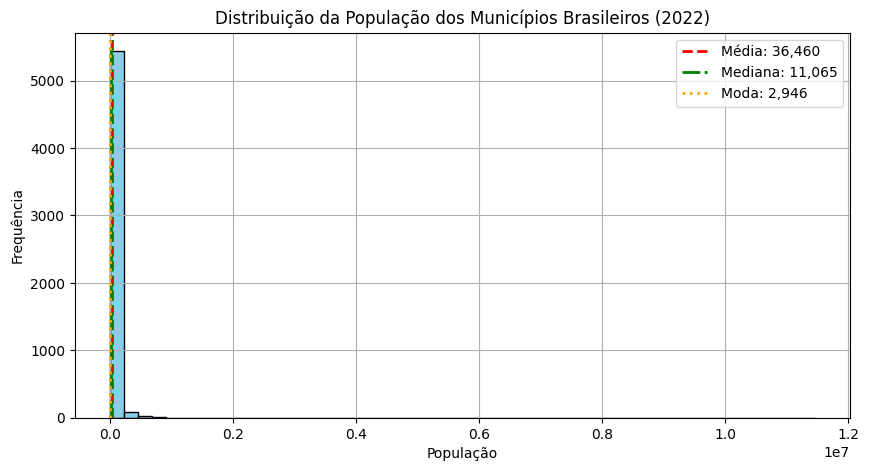 Distribuição da População dos Municípios Brasileiros (2022)
Média: 36,460
Mediana: 11,065
Moda: 2,946
5000
4000
3000
2000
1000
0
Frequência
0.0
0.2
0.4
0.6
0.8
1.0
1.2
1e7
População